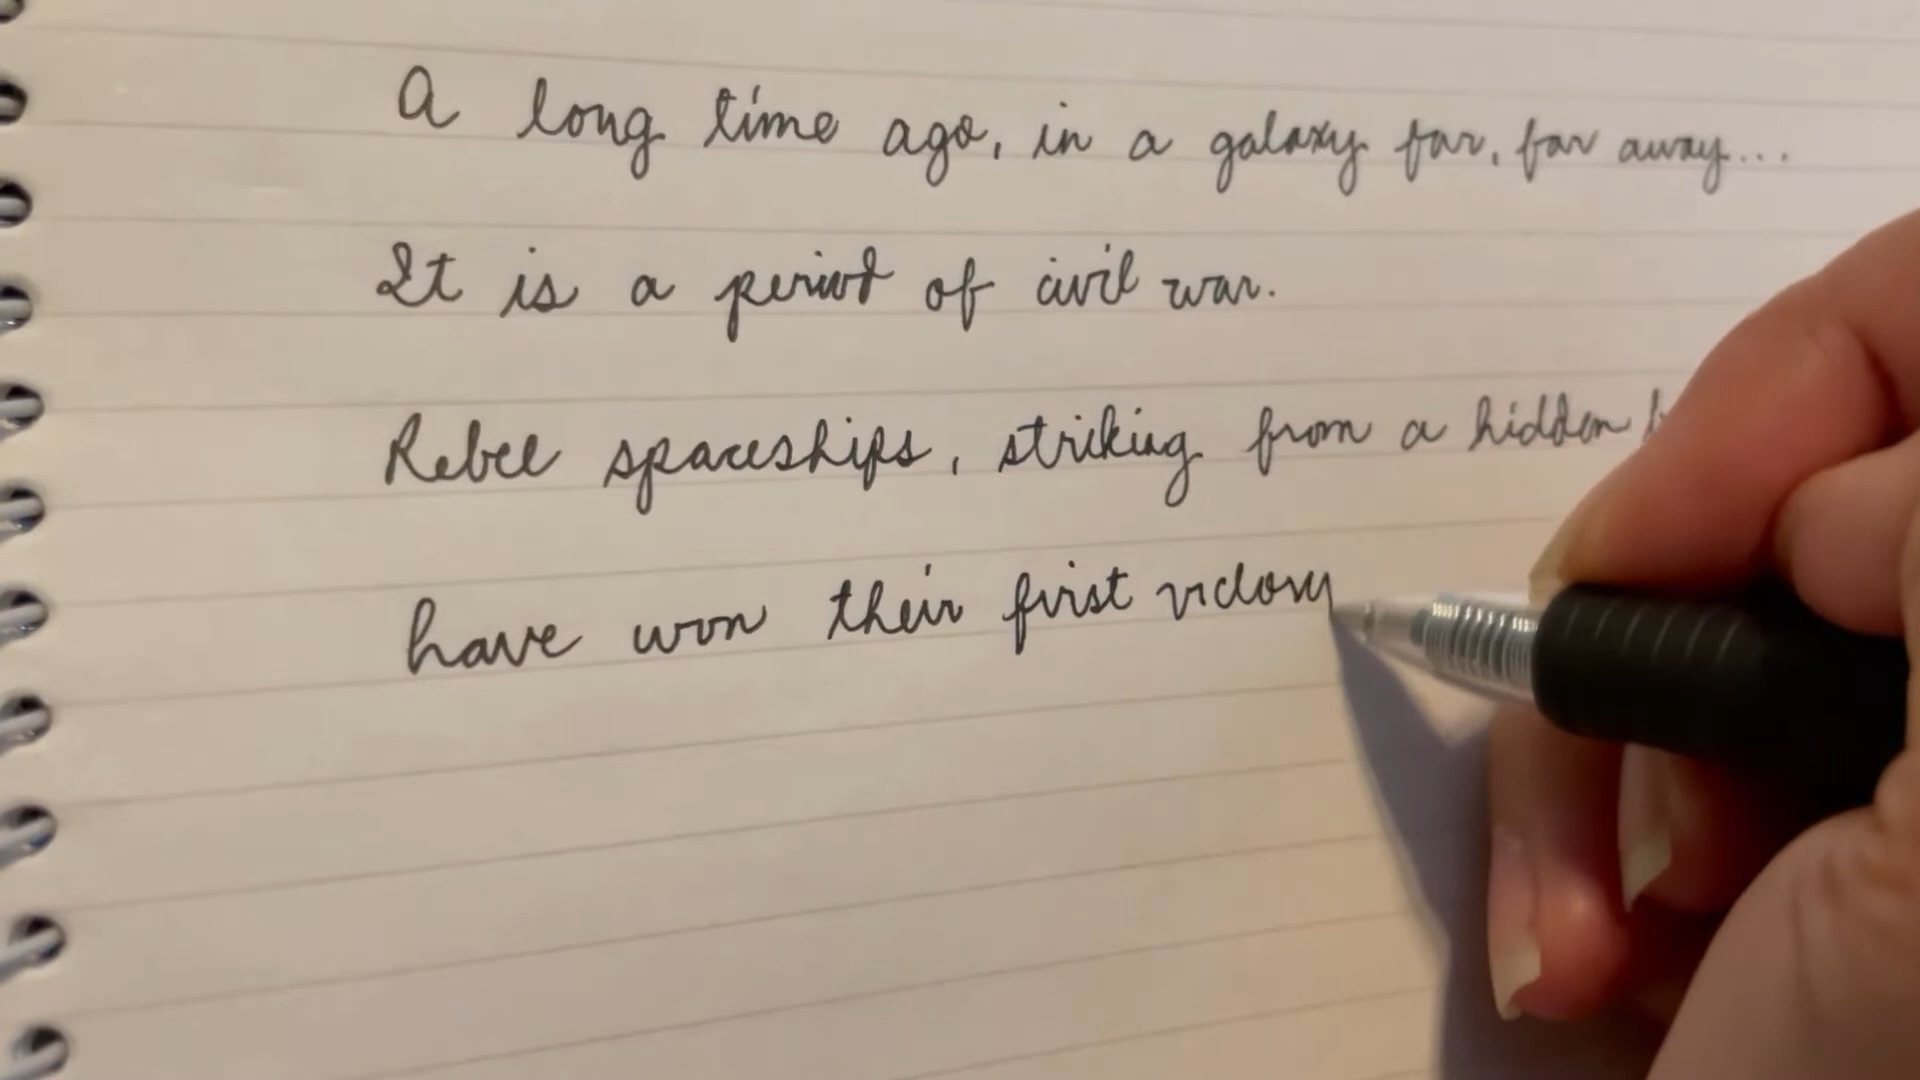 A long time ago, in a galaxy far, far away...
It is a period of civil war.
Rebel spaceships, striking from a hidden
have won their first victory